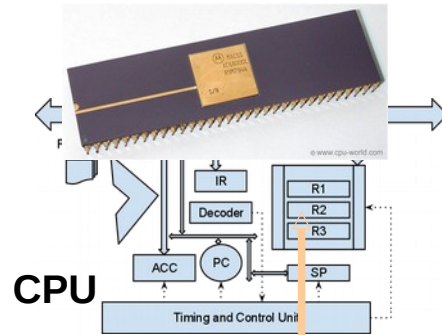 S/R
© www.cpu-world.com
R
IR
R1
Decoder
R2
R3
ACC
PC
SP
CPU
Timing and Control Unit